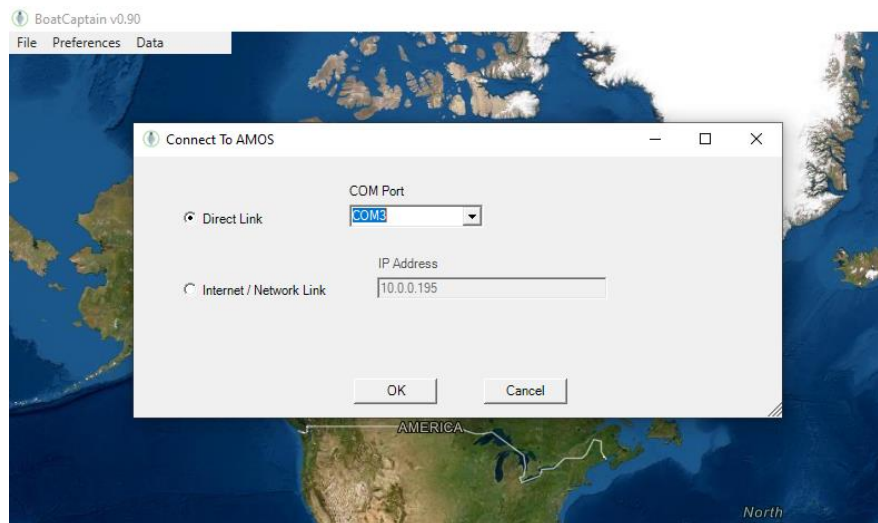 BoatCaptain v0.90
File Preferences Data
Connect To AMOS
COM Port
Direct Link
COM3
IP Address
Internet / Network Link
10.0.0.195
OK Cancel
AMERICA
North